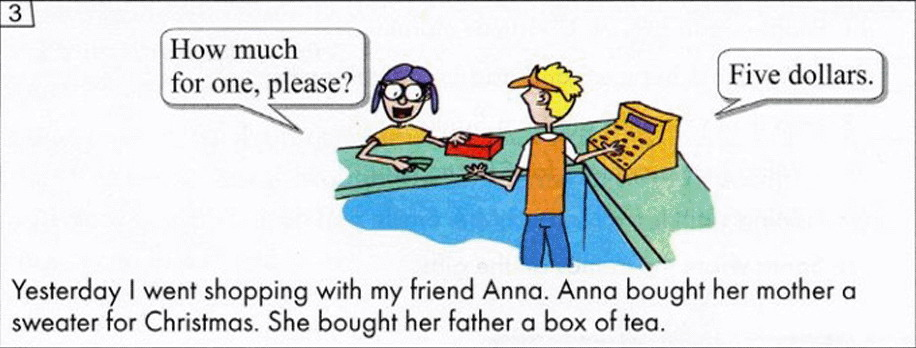 3
How much
for one, please?
Five dollars.
Yesterday I went shopping with my friend Anna. Anna bought her mother a
sweater for Christmas. She bought her father a box of tea.